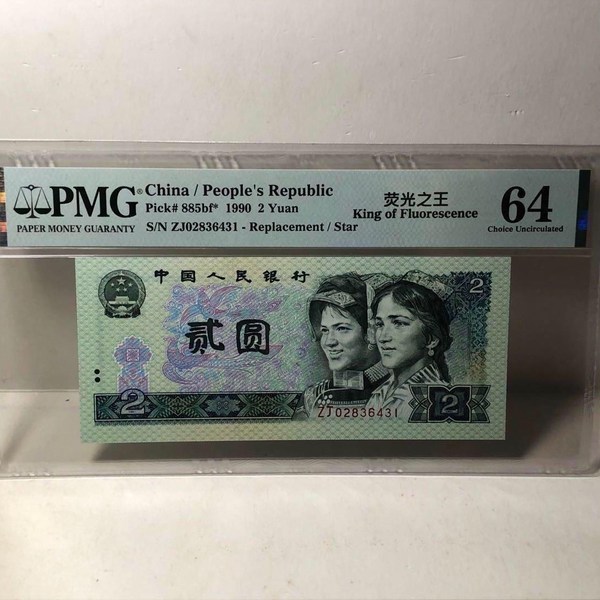 PMG® China / People's Republic
Pick# 885bf* 1990 2 Yuan
PAPER MONEY GUARANTY
S/N ZJ02836431 - Replacement / Star
荧光之王
King of Fluorescence
64
Choice Uncirculated
中国人民银行
2
贰圆
2
ZJ02836431
2